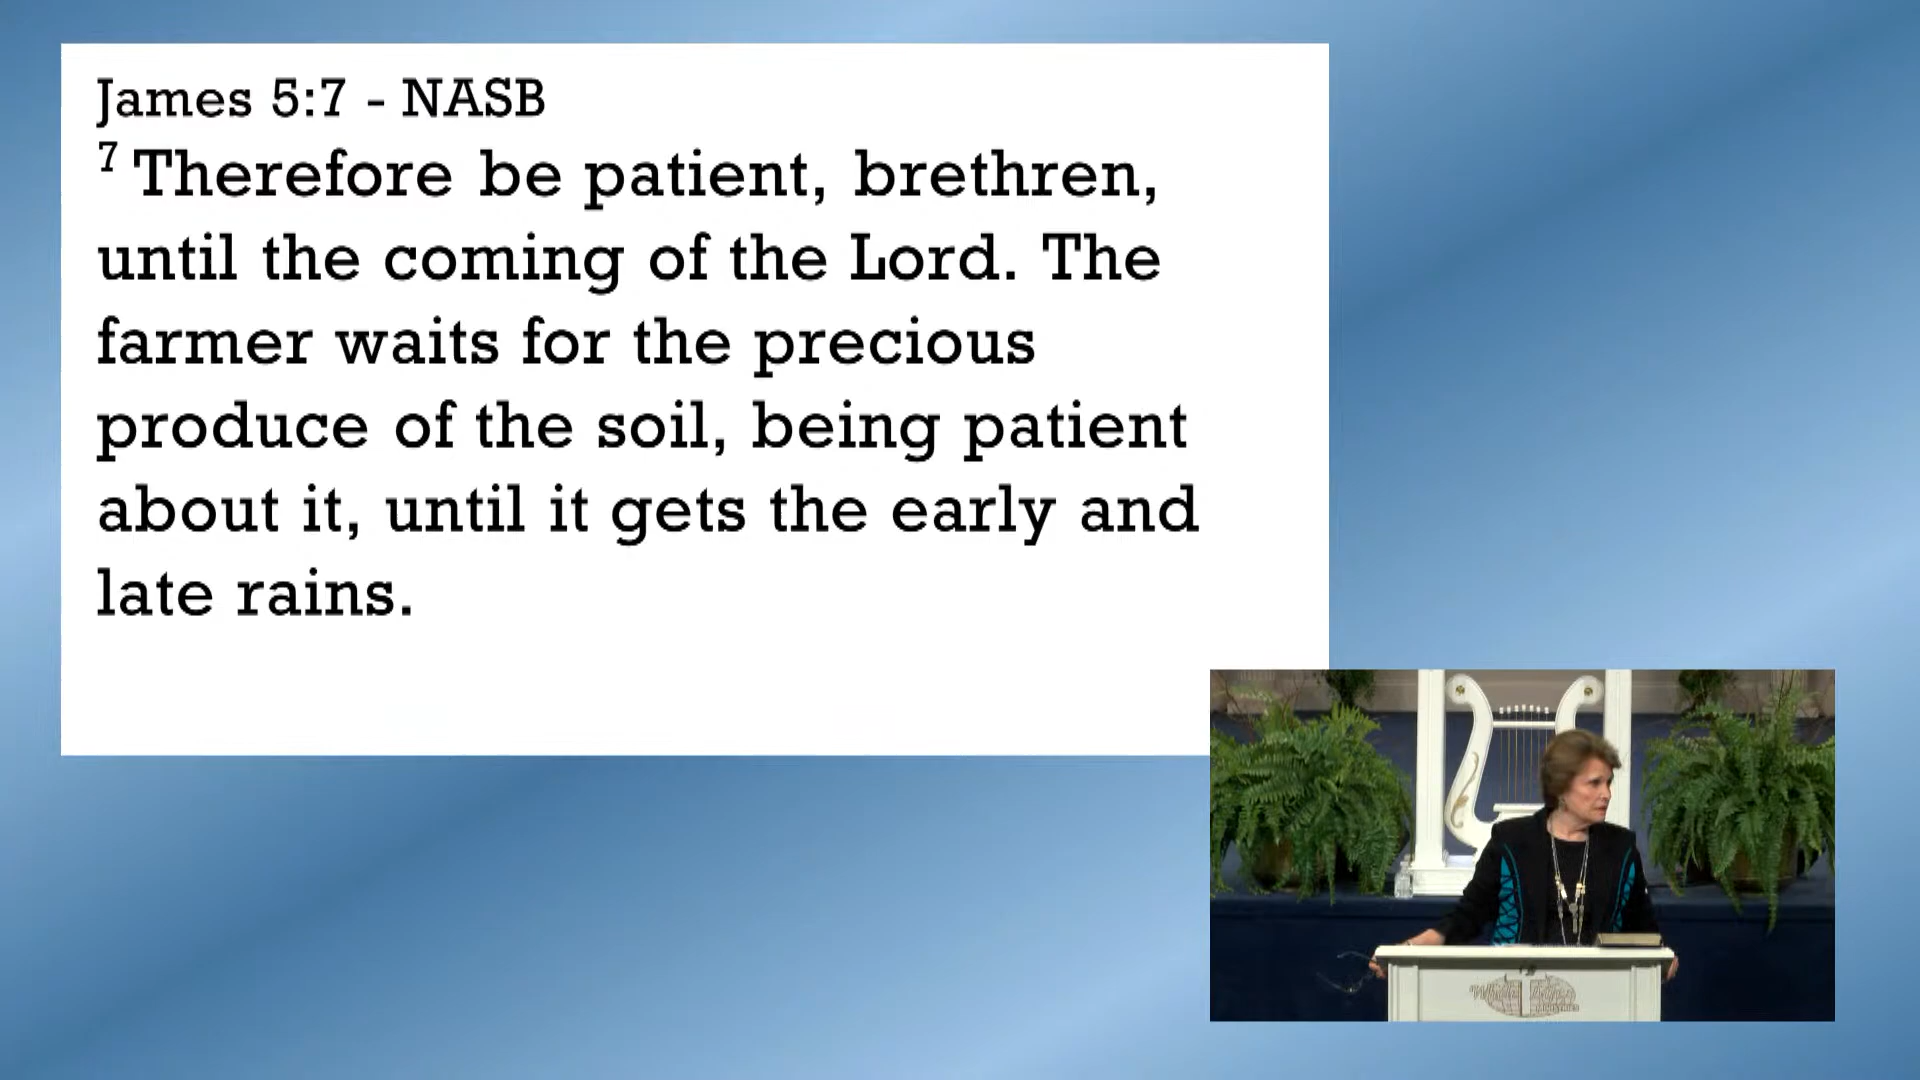 James 5:7 - NASB
7 Therefore be patient, brethren,
until the coming of the Lord. The
farmer waits for the precious
produce of the soil, being patient
about it, until it gets the early and
late rains.